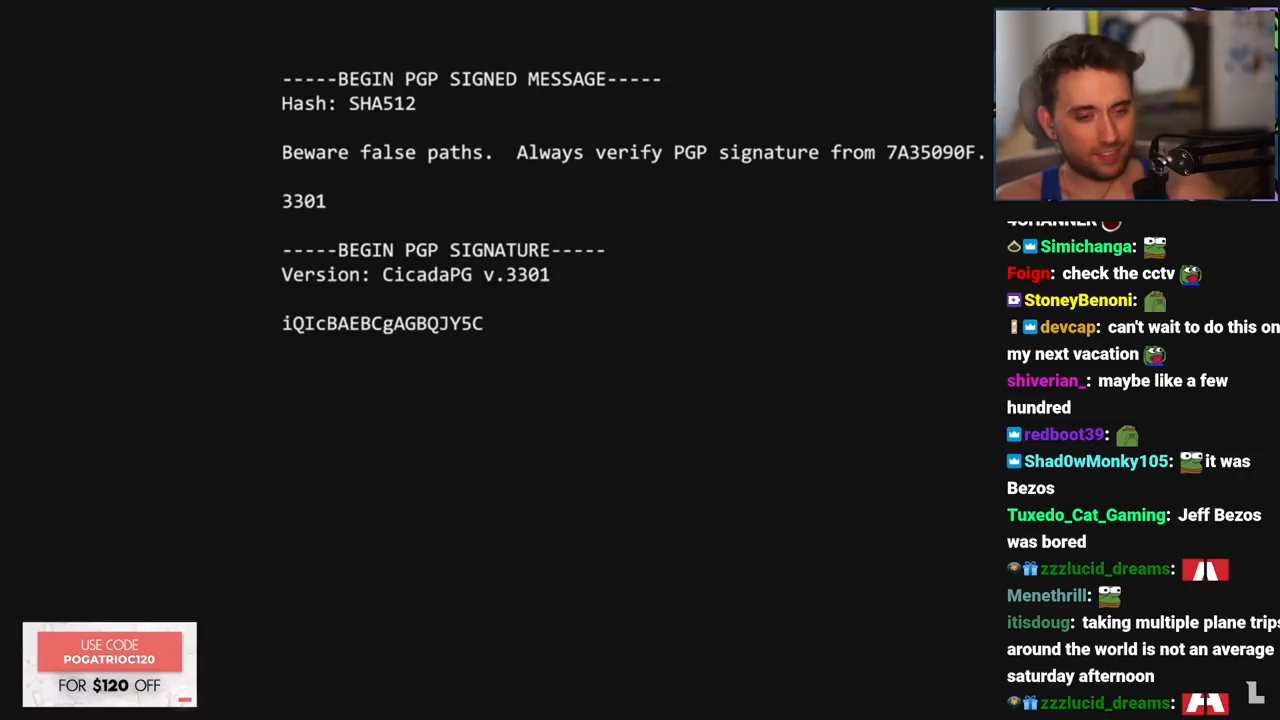 -----BEGIN PGP SIGNED MESSAGE-----
Hash: SHA512
Beware false paths.  Always verify PGP signature from 7A35090F.
3301
-----BEGIN PGP SIGNATURE-----
Version: CicadaPG v.3301
iQIcBAEBCgAGBQJY5C
4CHANNER
Simichanga:
Foign: check the cctv
StoneyBenoni:
devcap: can't wait to do this on
my next vacation
shiverian_: maybe like a few
hundred
redboot39:
Shad0wMonky105: it was
Bezos
Tuxedo_Cat_Gaming: Jeff Bezos
was bored
zzzlucid_dreams:
Menethrill:
itisdoug: taking multiple plane trips
around the world is not an average
saturday afternoon
zzzlucid_dreams:
USE CODE
POGATRIOC120
FOR $120 OFF
L